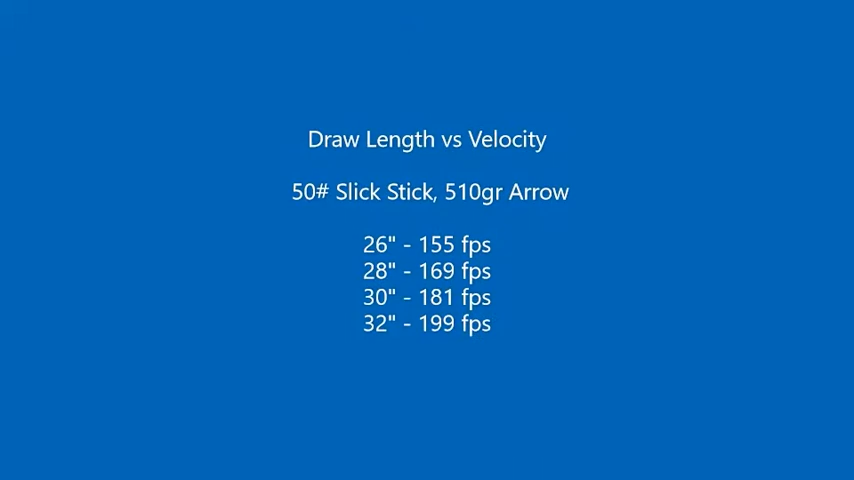 Draw Length vs Velocity
50# Slick Stick, 510gr Arrow
26" - 155 fps
28" - 169 fps
30" - 181 fps
32" - 199 fps